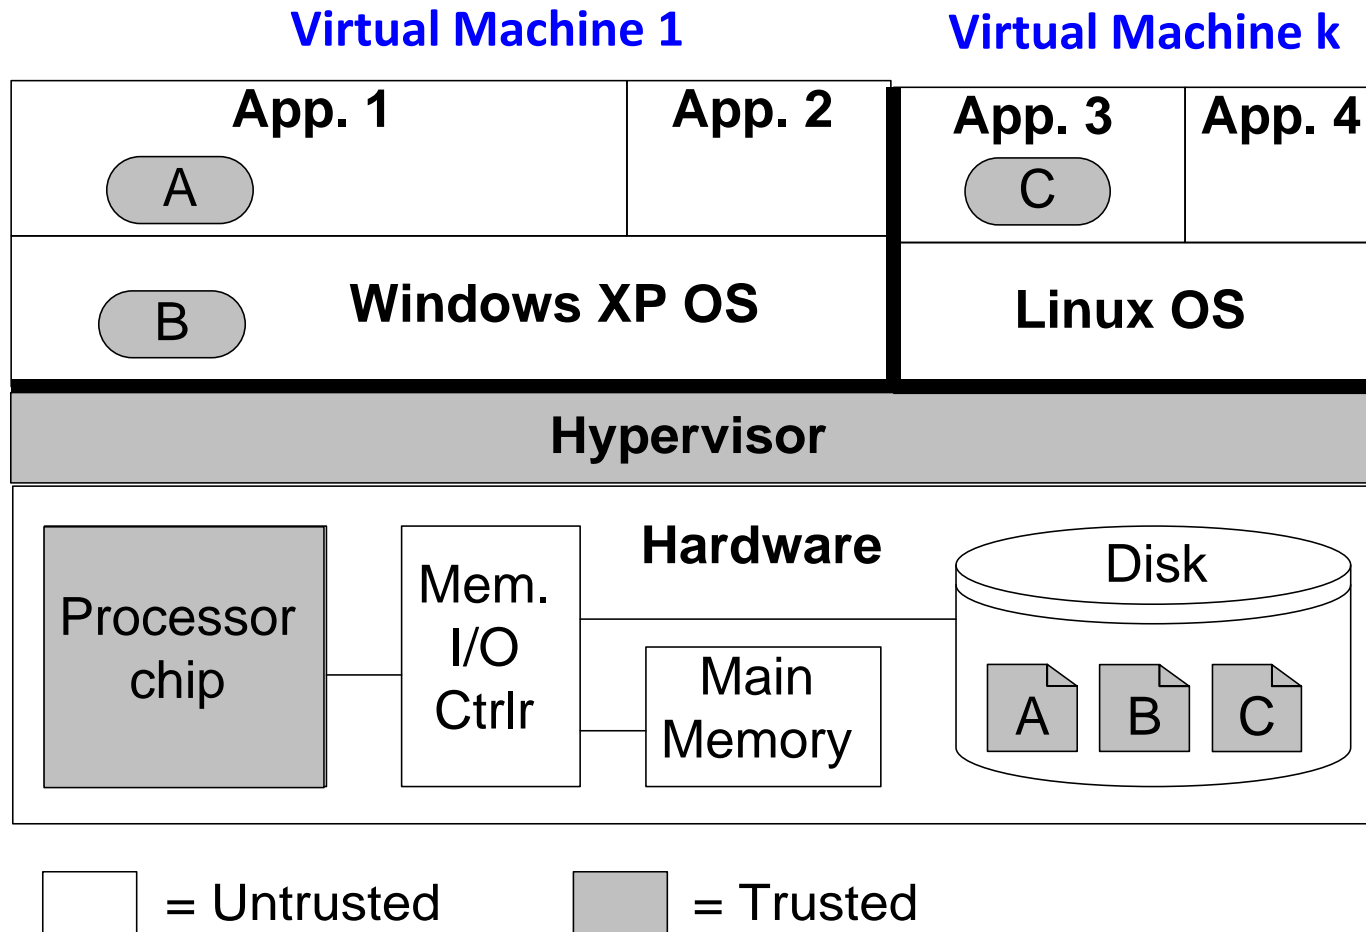 Virtual Machine 1
Virtual Machine k
App. 1
App. 2
App. 3
App. 4
A
C
B
Windows XP OS
Linux OS
Hypervisor
Hardware
Processor
chip
Mem.
I/O
Ctrlr
Main
Memory
Disk
A
B
C
= Untrusted
= Trusted